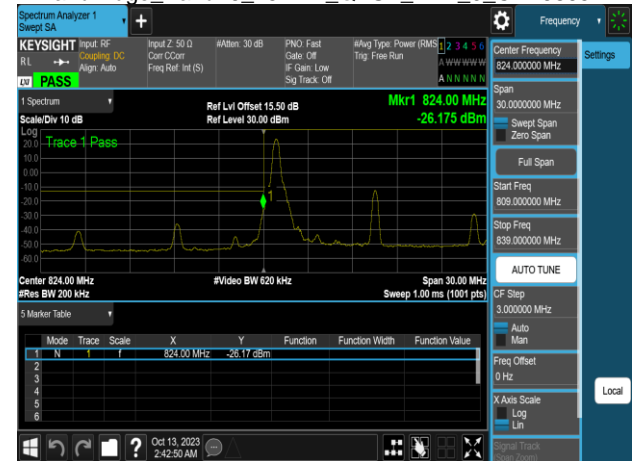 Spectrum Analyzer 1
Swept SA
Frequency
KEYSIGHT
RL
LXI
PASS
Input: RF
Coupling: DC
Align: Auto
Input Z: 50 Ω
Corr CCorr
Freq Ref: Int (S)
#Atten: 30 dB
PNO: Fast
Gate: Off
IF Gain: Low
Sig Track: Off
#Avg Type: Power (RMS
Trig: Free Run
1 2 3 4 5 6
A W W W W W
A N N N N N
1 Spectrum
Scale/Div 10 dB
Ref Lvl Offset 15.50 dB
Ref Level 30.00 dBm
Mkr1 824.00 MHz
-26.175 dBm
Log
Trace 1 Pass
20.0
10.0
0.00
-10.0
-20.0
-30.0
-40.0
-50.0
-60.0
1
Center 824.00 MHz
#Res BW 200 kHz
#Video BW 620 kHz
Span 30.00 MHz
Sweep 1.00 ms (1001 pts)
5 Marker Table
Mode Trace Scale X Y Function Function Width Function Value
1 N 1 f 824.00 MHz -26.17 dBm
2
3
4
5
6
Oct 13, 2023
2:42:50 AM
Center Frequency
824.000000 MHz
Span
30.0000000 MHz
Swept Span
Zero Span
Full Span
Start Freq
809.000000 MHz
Stop Freq
839.000000 MHz
AUTO TUNE
CF Step
3.000000 MHz
Auto
Man
Freq Offset
0 Hz
X Axis Scale
Log
Lin
Signal Track
(Span Zoom)
Settings
Local